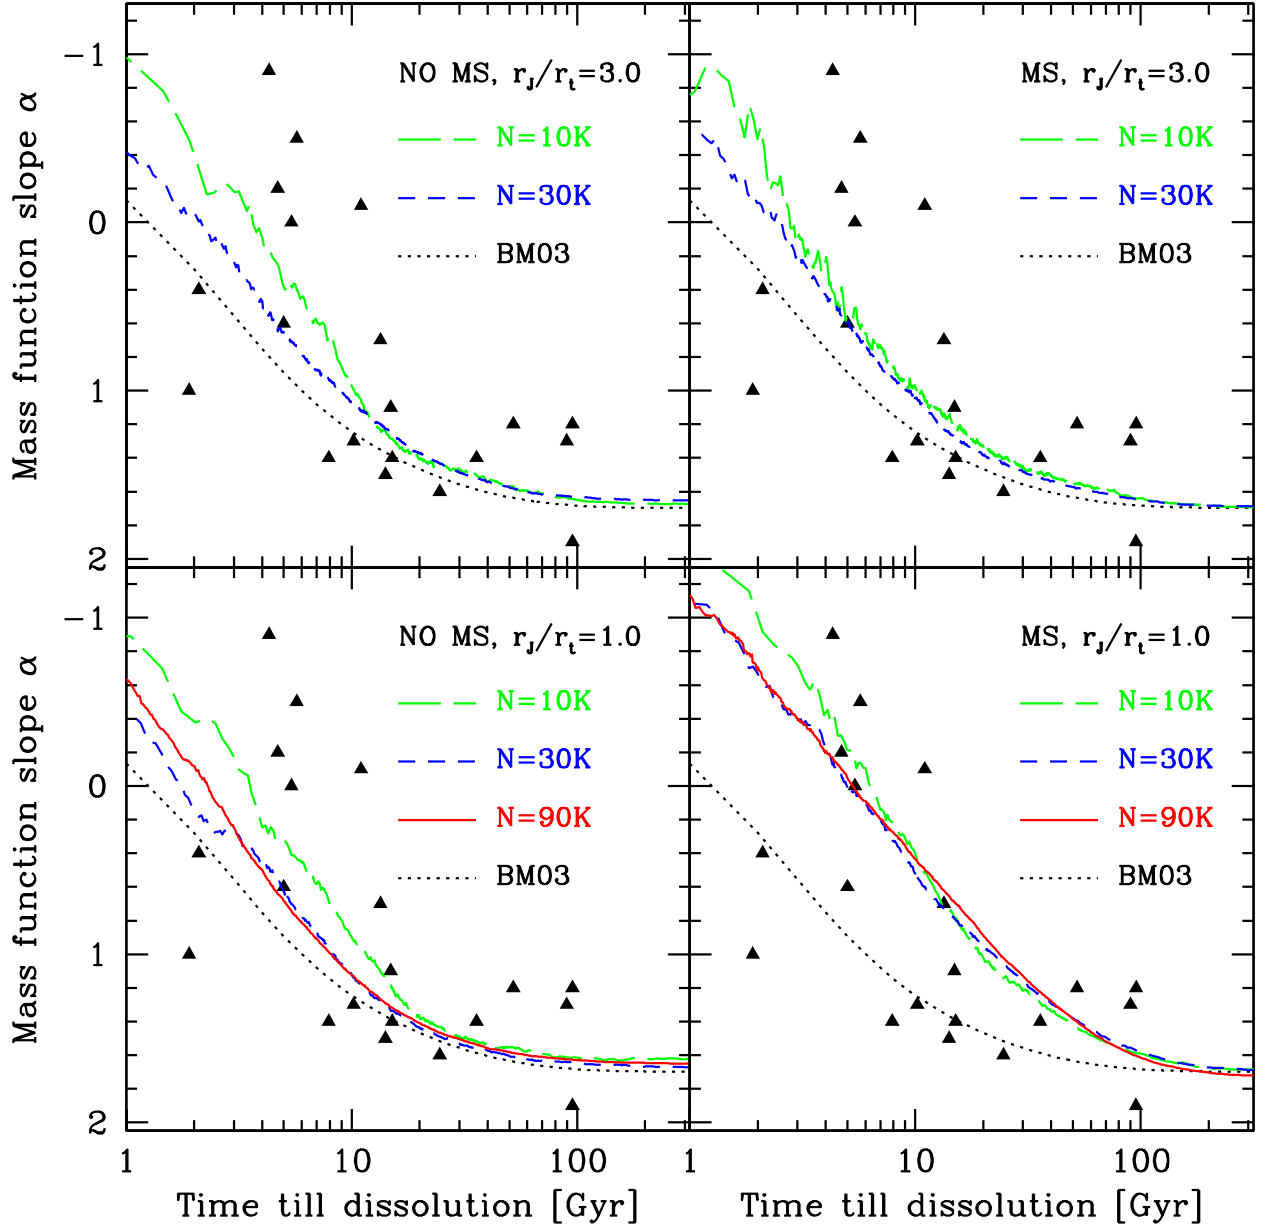 NO MS, r_J/r_t=3.0
N=10K
N=30K
BM03
MS, r_J/r_t=3.0
N=10K
N=30K
BM03
Mass function slope α
-1
0
1
2
NO MS, r_J/r_t=1.0
N=10K
N=30K
N=90K
BM03
MS, r_J/r_t=1.0
N=10K
N=30K
N=90K
BM03
Mass function slope α
-1
0
1
2
1 10 100 1 10 100
Time till dissolution [Gyr] Time till dissolution [Gyr]